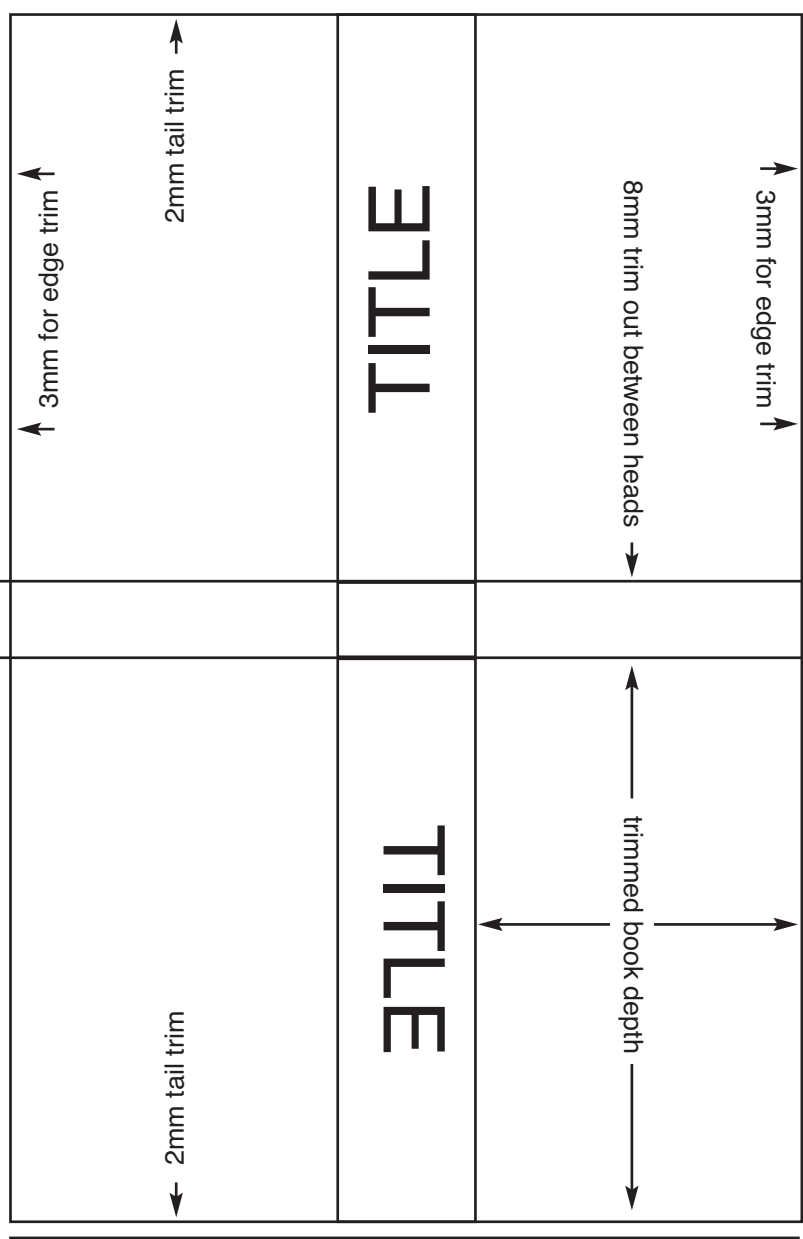 2mm tail trim
3mm for edge trim
TITLE
8mm trim out between heads
3mm for edge trim
TITLE
trimmed book depth
2mm tail trim